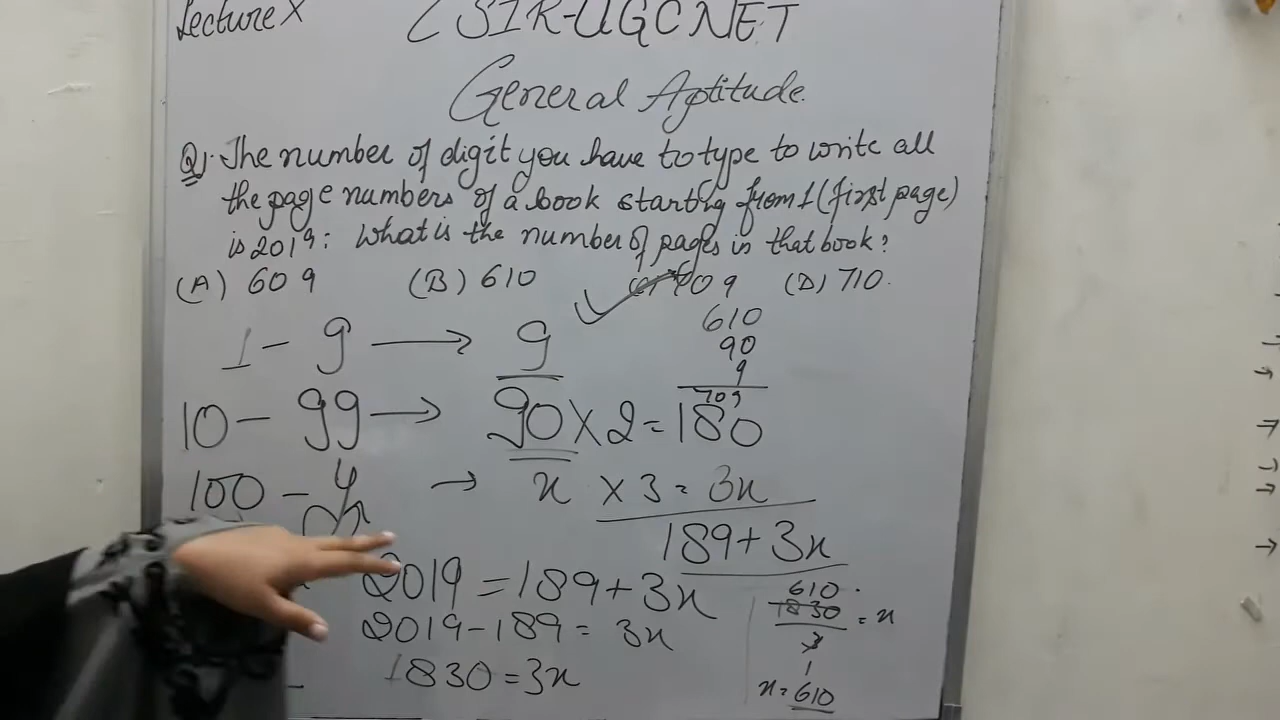 Lecture X
CSIR-UGC NET
General Aptitude.
Q). The number of digit you have to type to write all
the page numbers of a book starting from 1 (first page)
is 2019: What is the number of pages in that book?
(A) 609 (B) 610 (C) 709 (D) 710.
610
90
9
709
1 - 9 → 9
10 - 99 → 90 × 2 = 180
100 - → x × 3 = 3x
189 + 3x
2019 = 189 + 3x
2019 - 189 = 3x
1830 = 3x
610
1830 = x
3
1
x = 610